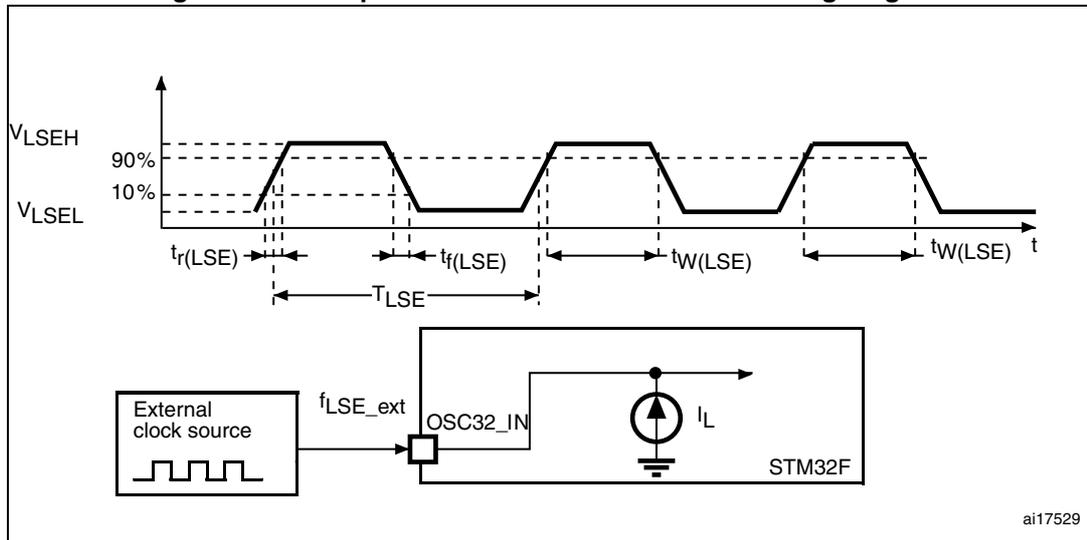 VLSEH
90%
10%
VLSEL
tr(LSE)
tf(LSE)
tW(LSE)
tW(LSE)
t
TLSE
External
clock source
fLSE_ext
OSC32_IN
IL
STM32F
ai17529